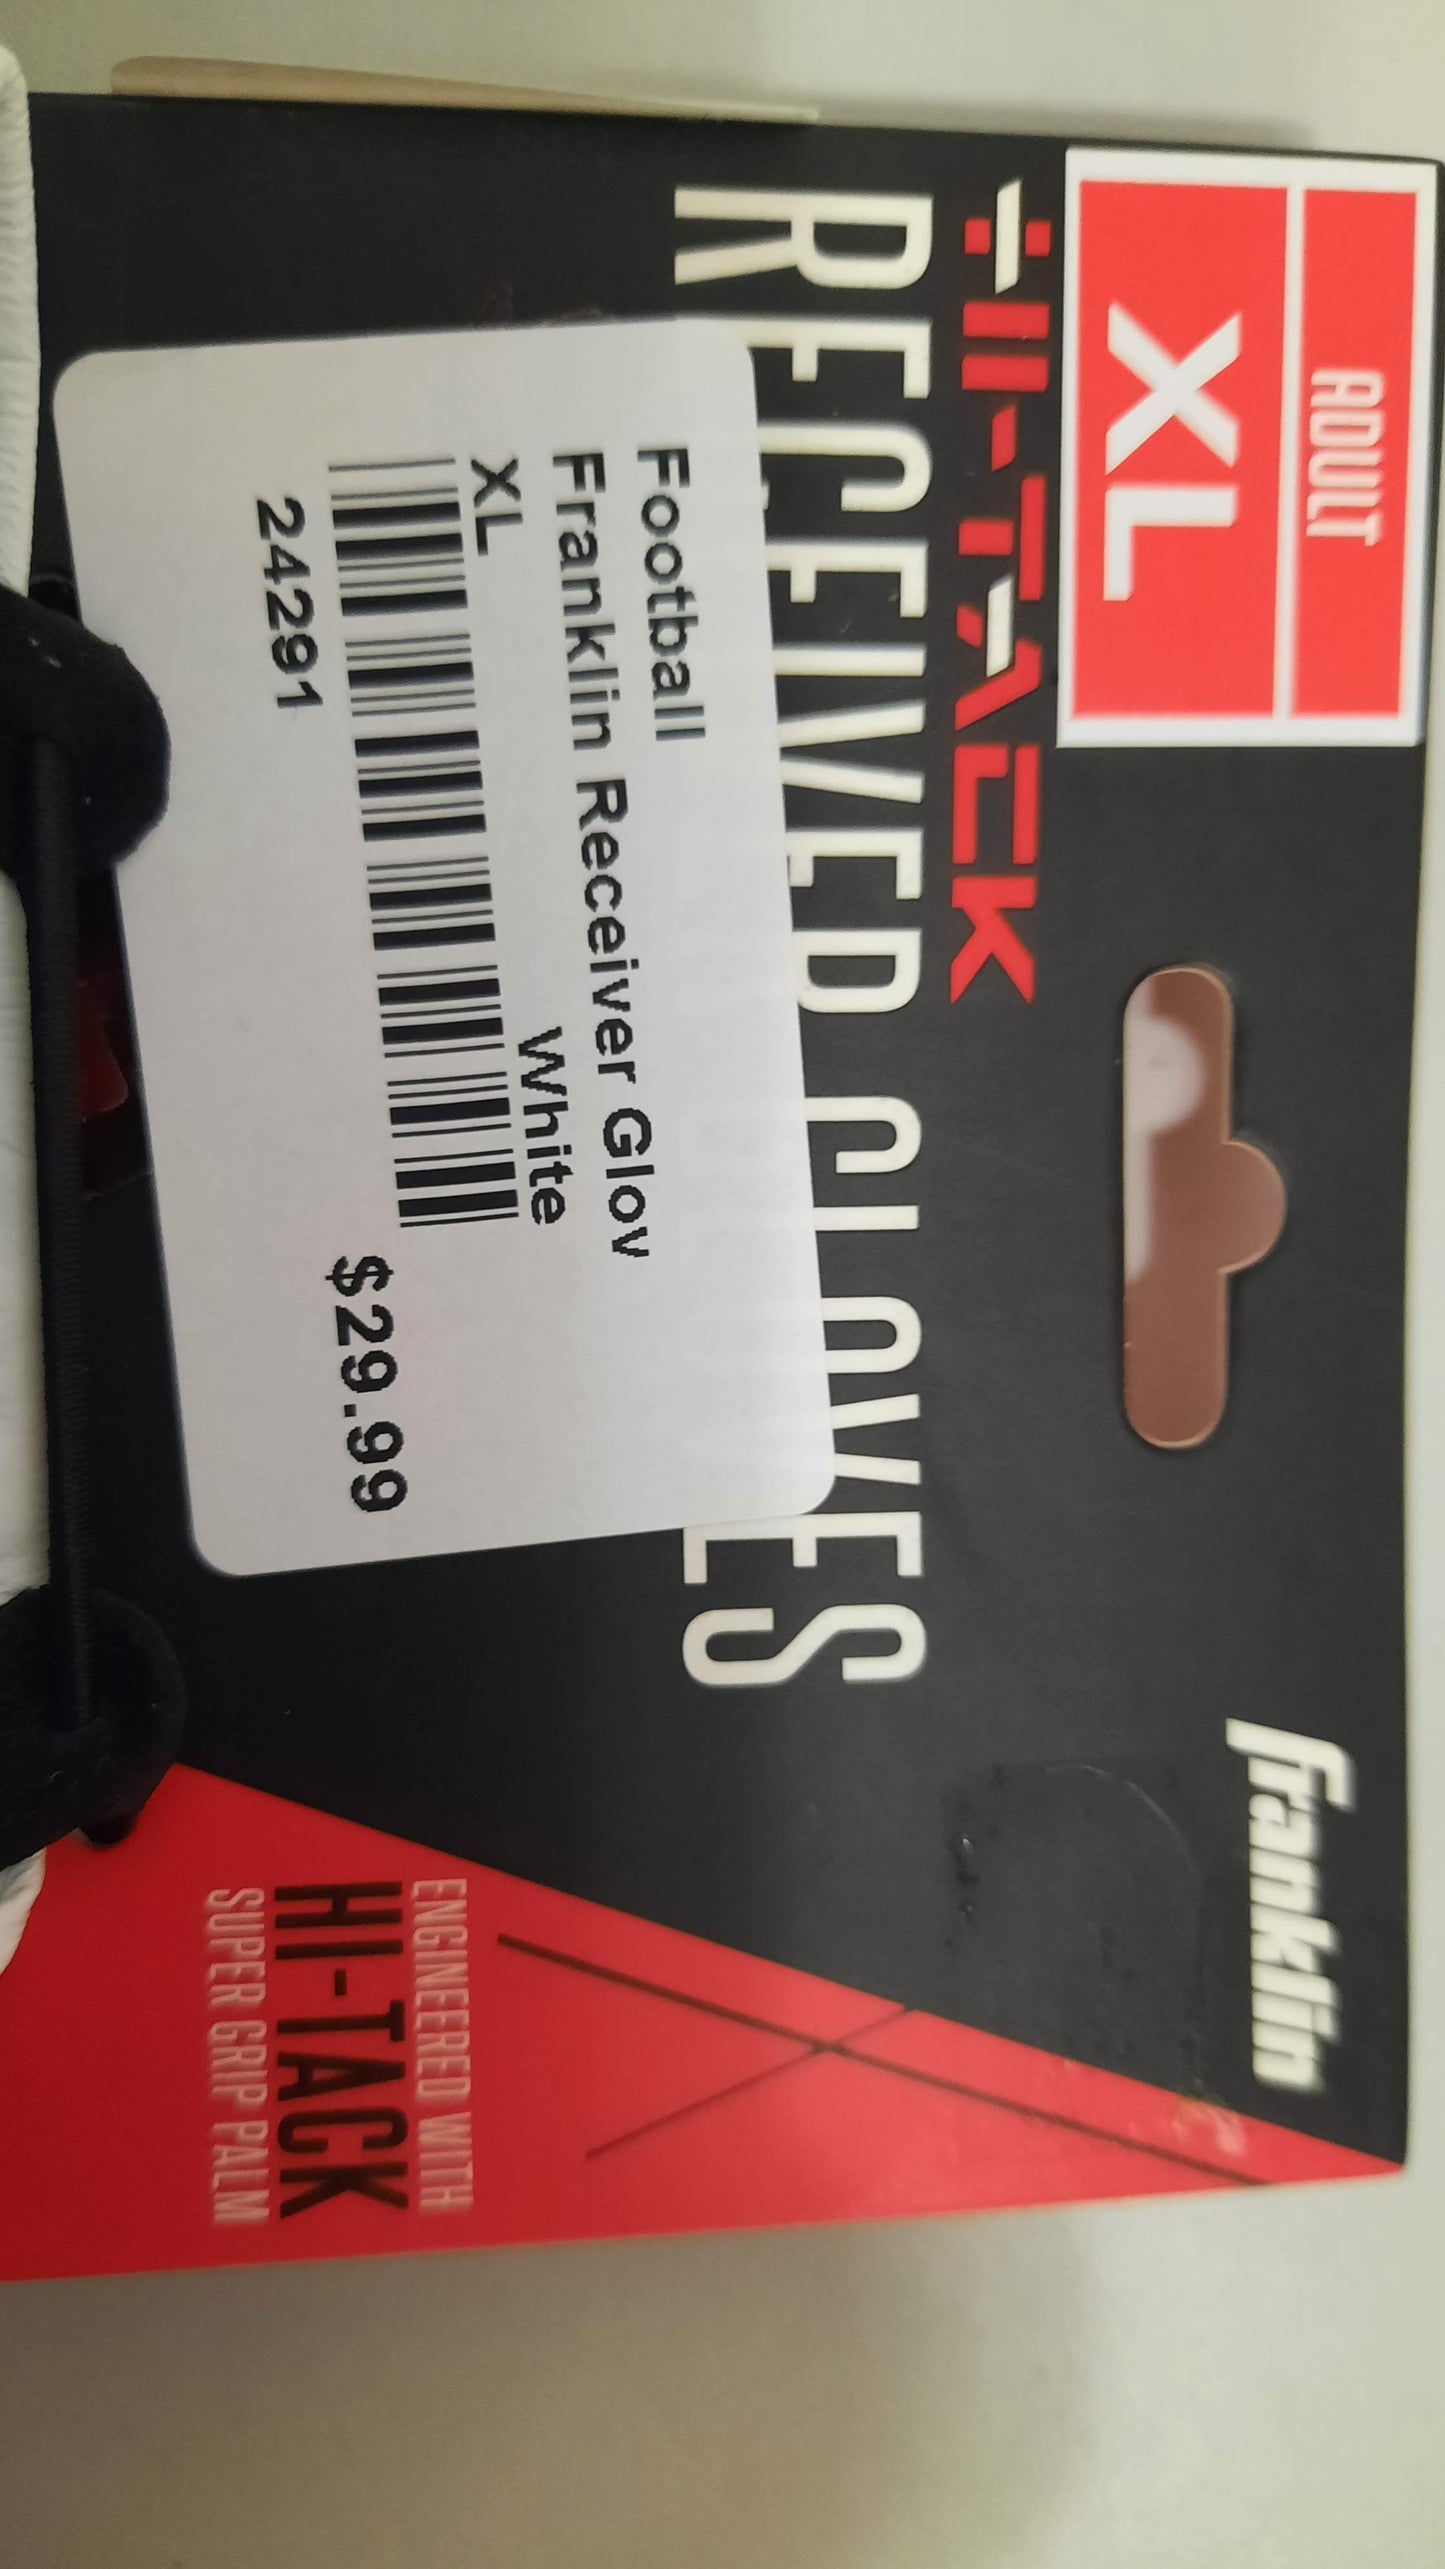 ADULT
XL
Franklin
HI-TACK
RECEIVER GLOVES
Football
Franklin Receiver Glov
XL White
24291 $29.99
ENGINEERED WITH
HI-TACK
SUPER GRIP PALM